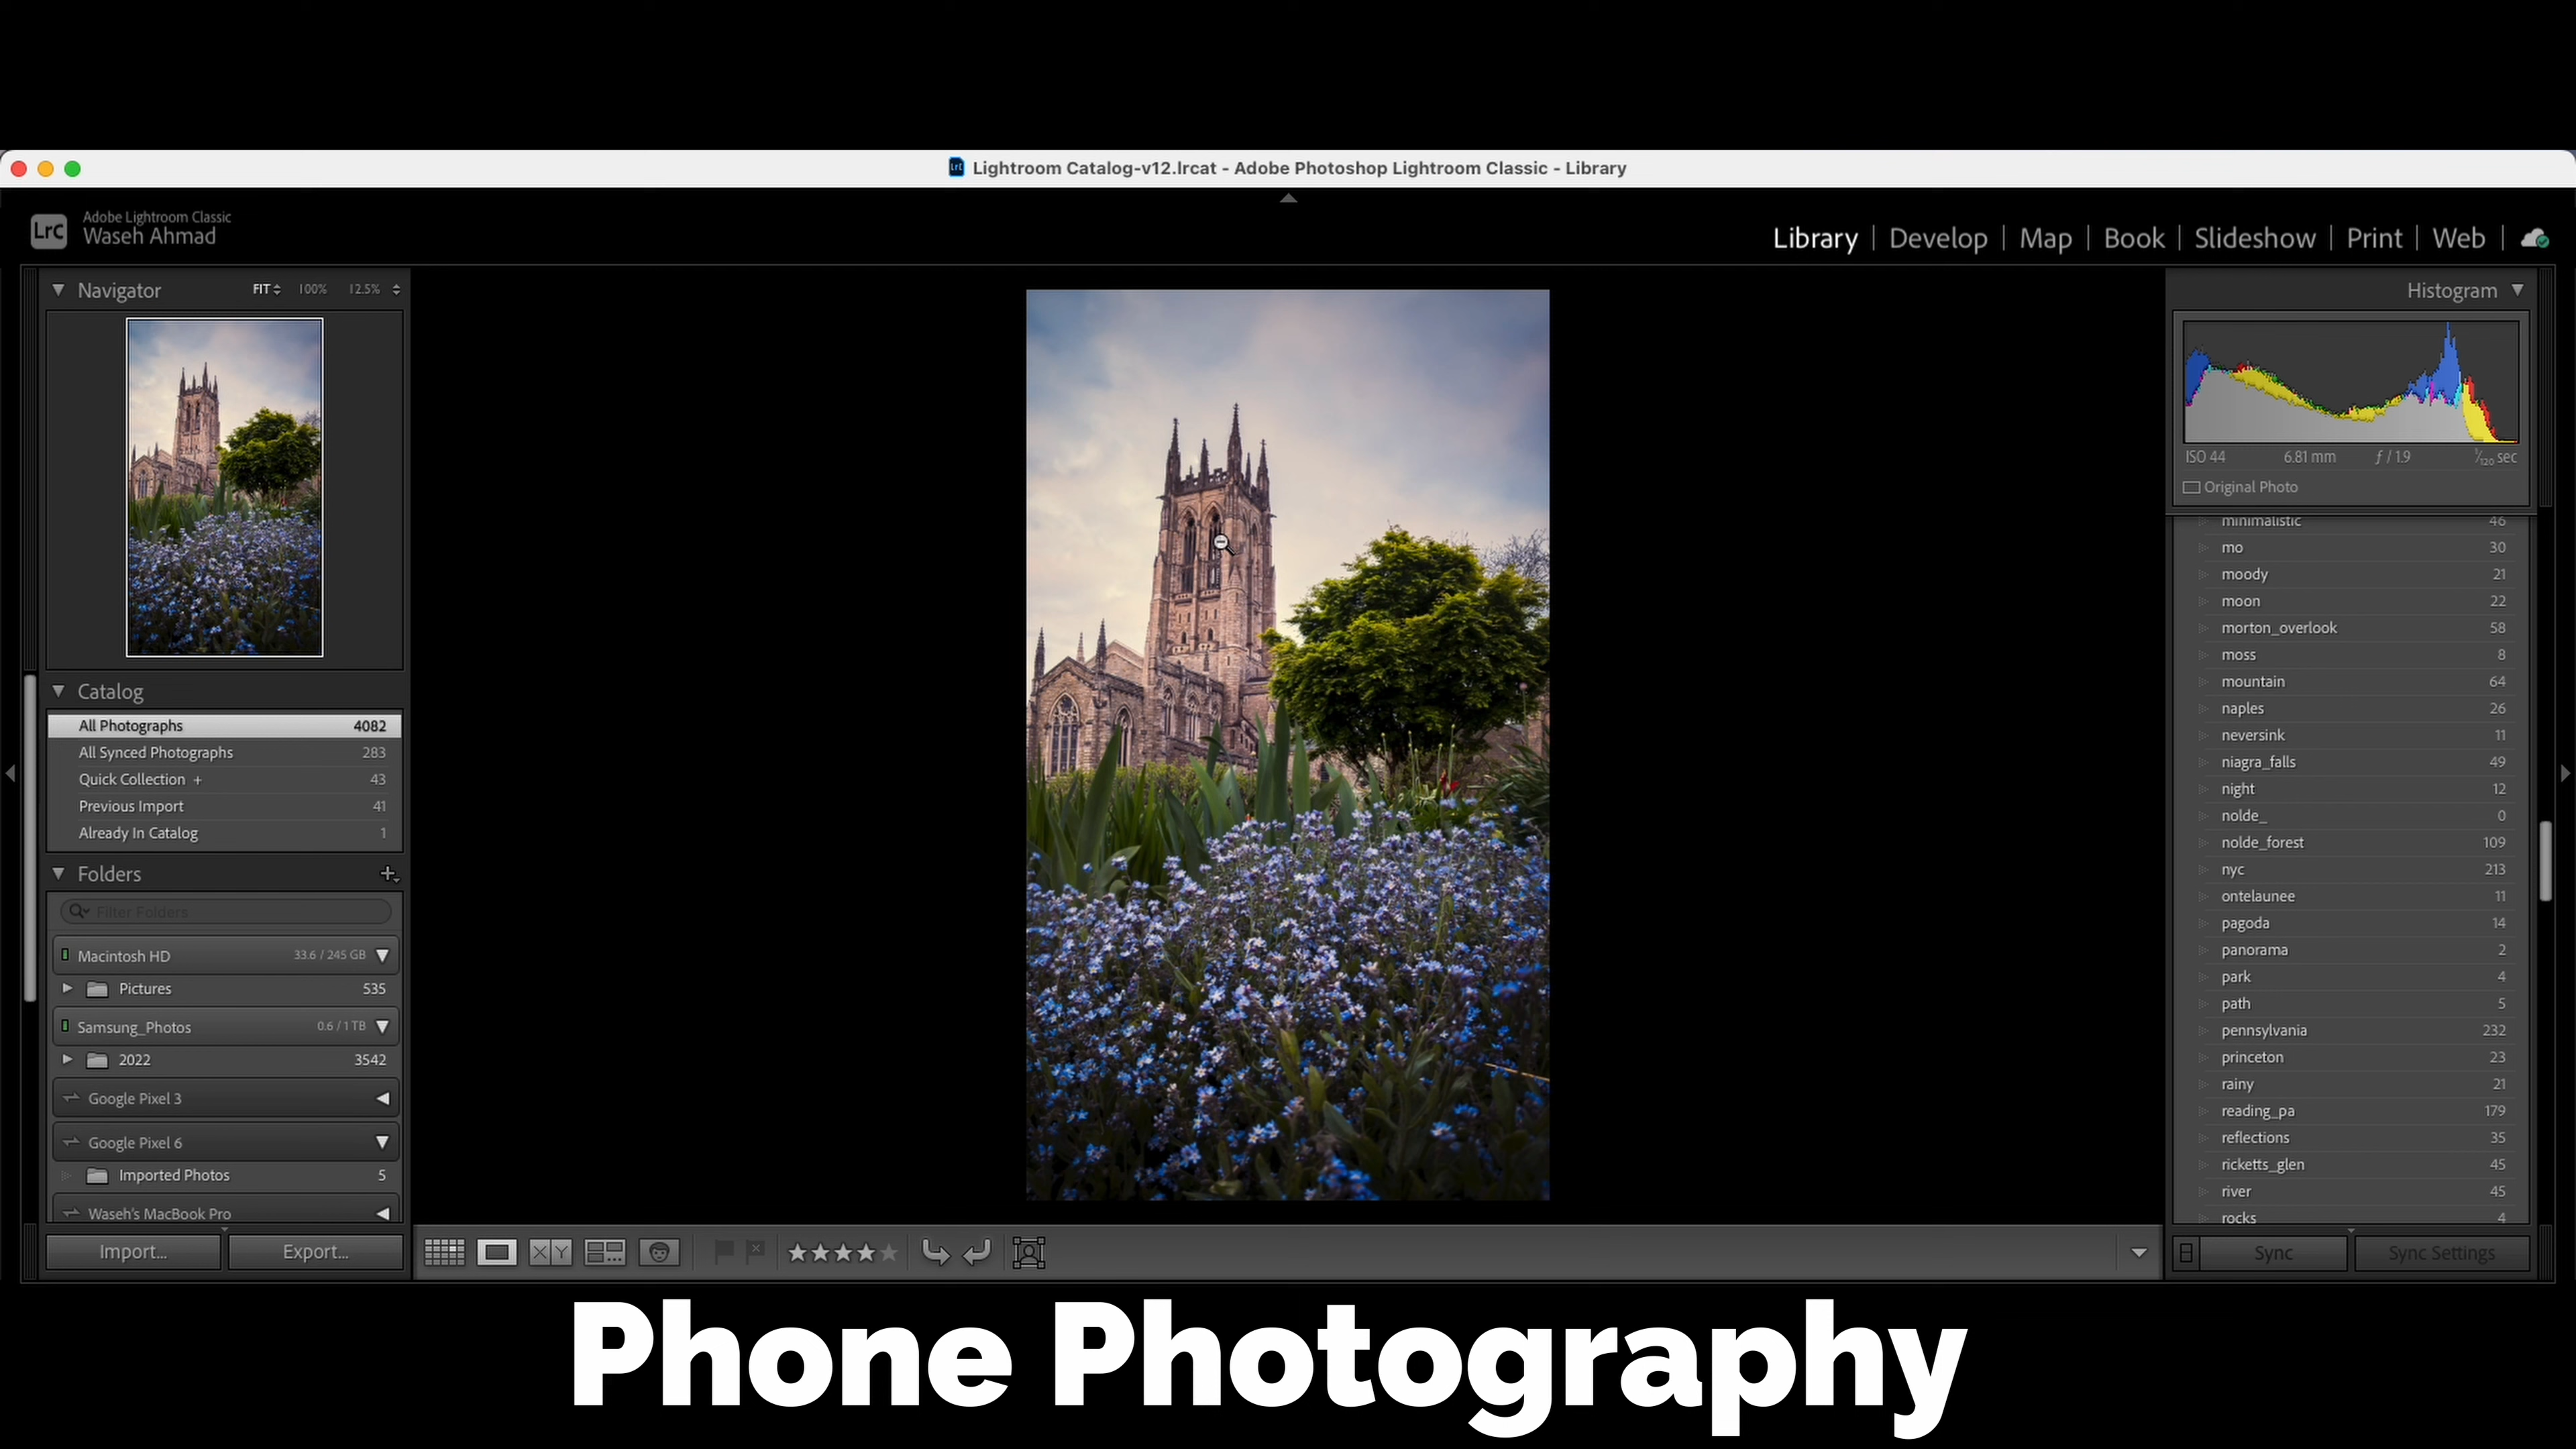 Lightroom Catalog-v12.lrcat - Adobe Photoshop Lightroom Classic - Library
LrC
Adobe Lightroom Classic
Waseh Ahmad
Library | Develop | Map | Book | Slideshow | Print | Web
Navigator FIT 100% 12.5%
Catalog
All Photographs 4082
All Synced Photographs 283
Quick Collection + 43
Previous Import 41
Already In Catalog 1
Folders
Filter Folders
Macintosh HD 33.6 / 245 GB
Pictures 535
Samsung_Photos 0.6 / 1 TB
2022 3542
Google Pixel 3
Google Pixel 6
Imported Photos 5
Waseh's MacBook Pro
Import... Export...
XY
Histogram
ISO 44 6.81 mm ƒ / 1.9 1/120 sec
Original Photo
minimalistic 46
mo 30
moody 21
moon 22
morton_overlook 58
moss 8
mountain 64
naples 26
neversink 11
niagra_falls 49
night 12
nolde_ 0
nolde_forest 109
nyc 213
ontelaunee 11
pagoda 14
panorama 2
park 4
path 5
pennsylvania 232
princeton 23
rainy 21
reading_pa 179
reflections 35
ricketts_glen 45
river 45
rocks 4
Sync Sync Settings
Phone Photography